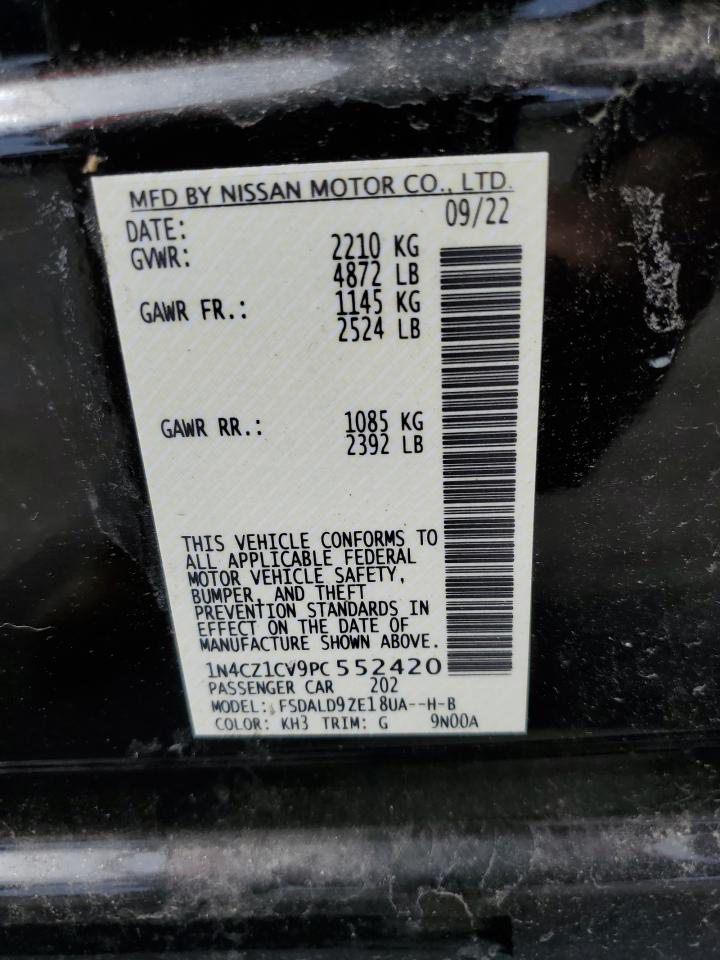 MFD BY NISSAN MOTOR CO., LTD.
DATE: 09/22
GVWR: 2210 KG
4872 LB
GAWR FR.: 1145 KG
2524 LB
GAWR RR.: 1085 KG
2392 LB
THIS VEHICLE CONFORMS TO
ALL APPLICABLE FEDERAL
MOTOR VEHICLE SAFETY,
BUMPER, AND THEFT
PREVENTION STANDARDS IN
EFFECT ON THE DATE OF
MANUFACTURE SHOWN ABOVE.
1N4CZ1CV9PC552420
PASSENGER CAR 202
MODEL: FSDALD9ZE18UA--H-B
COLOR: KH3 TRIM: G 9N00A